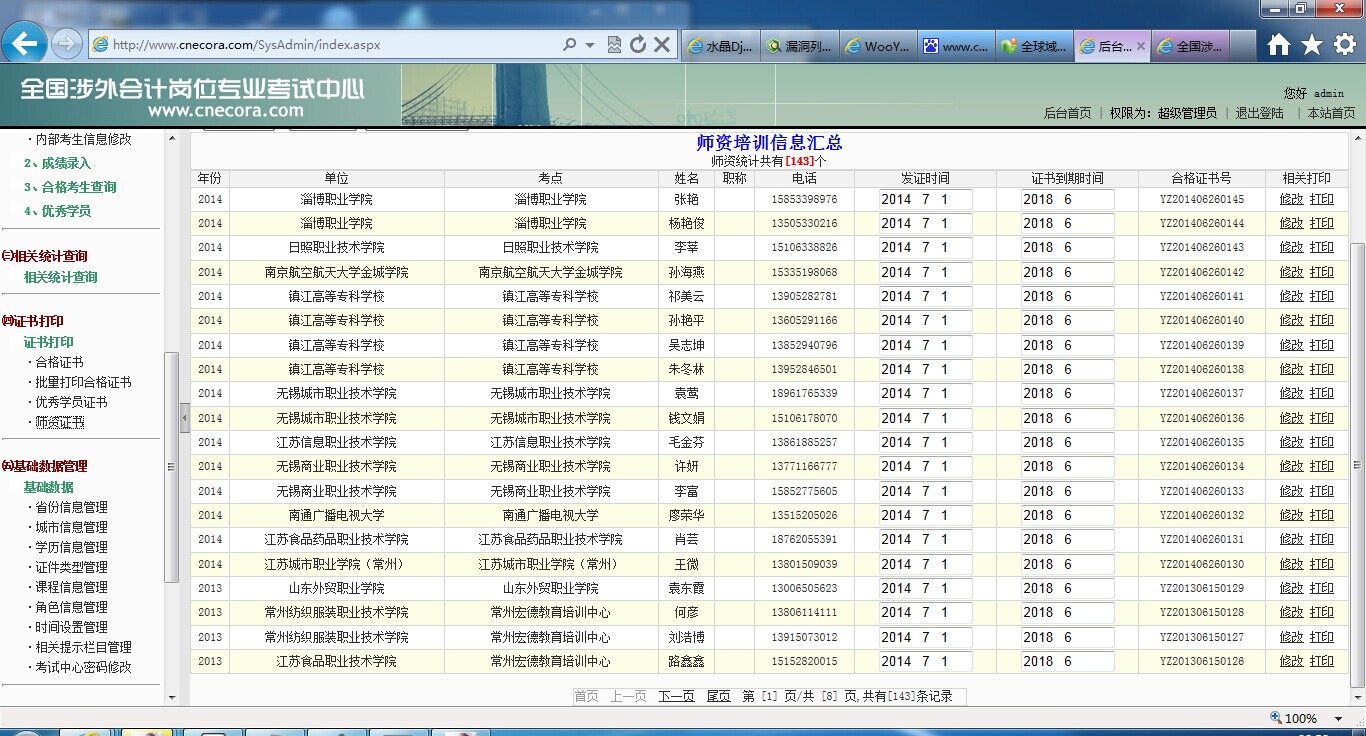 http://www.cnecora.com/SysAdmin/index.aspx
水晶Dj...
漏洞列...
WooY...
www.c...
全球域...
后台...
全国涉...
全国涉外会计岗位专业考试中心
www.cnecora.com
您好 admin
后台首页 | 权限为：超级管理员 | 退出登陆 | 本站首页
·内部考生信息修改
2、成绩录入
3、合格考生查询
4、优秀学员
㈢相关统计查询
相关统计查询
㈣证书打印
证书打印
·合格证书
·批量打印合格证书
·优秀学员证书
·师资证书
㈤基础数据管理
基础数据
·省份信息管理
·城市信息管理
·学历信息管理
·证件类型管理
·课程信息管理
·角色信息管理
·时间设置管理
·相关提示栏目管理
·考试中心密码修改
师资培训信息汇总
师资统计共有[143]个
年份 单位 考点 姓名 职称 电话 发证时间 证书到期时间 合格证书号 相关打印
2014 淄博职业学院 淄博职业学院 张艳 15853398976 2014 7 1 2018 6 YZ201406260145 修改 打印
2014 淄博职业学院 淄博职业学院 杨艳俊 13505330216 2014 7 1 2018 6 YZ201406260144 修改 打印
2014 日照职业技术学院 日照职业技术学院 李莘 15106338826 2014 7 1 2018 6 YZ201406260143 修改 打印
2014 南京航空航天大学金城学院 南京航空航天大学金城学院 孙海燕 15335198068 2014 7 1 2018 6 YZ201406260142 修改 打印
2014 镇江高等专科学校 镇江高等专科学校 祁美云 13905282781 2014 7 1 2018 6 YZ201406260141 修改 打印
2014 镇江高等专科学校 镇江高等专科学校 孙艳平 13605291166 2014 7 1 2018 6 YZ201406260140 修改 打印
2014 镇江高等专科学校 镇江高等专科学校 吴志坤 13852940796 2014 7 1 2018 6 YZ201406260139 修改 打印
2014 镇江高等专科学校 镇江高等专科学校 朱冬林 13952846501 2014 7 1 2018 6 YZ201406260138 修改 打印
2014 无锡城市职业技术学院 无锡城市职业技术学院 袁莺 18961765339 2014 7 1 2018 6 YZ201406260137 修改 打印
2014 无锡城市职业技术学院 无锡城市职业技术学院 钱文娟 15106178070 2014 7 1 2018 6 YZ201406260136 修改 打印
2014 江苏信息职业技术学院 江苏信息职业技术学院 毛金芬 13861885257 2014 7 1 2018 6 YZ201406260135 修改 打印
2014 无锡商业职业技术学院 无锡商业职业技术学院 许妍 13771166777 2014 7 1 2018 6 YZ201406260134 修改 打印
2014 无锡商业职业技术学院 无锡商业职业技术学院 李富 15852775605 2014 7 1 2018 6 YZ201406260133 修改 打印
2014 南通广播电视大学 南通广播电视大学 廖荣华 13515205026 2014 7 1 2018 6 YZ201406260132 修改 打印
2014 江苏食品药品职业技术学院 江苏食品药品职业技术学院 肖芸 18762055391 2014 7 1 2018 6 YZ201406260131 修改 打印
2014 江苏城市职业学院（常州） 江苏城市职业学院（常州） 王微 13801509039 2014 7 1 2018 6 YZ201406260130 修改 打印
2013 山东外贸职业学院 山东外贸职业学院 袁东霞 13006505623 2014 7 1 2018 6 YZ201306150129 修改 打印
2013 常州纺织服装职业技术学院 常州宏德教育培训中心 何彦 13806114111 2014 7 1 2018 6 YZ201306150128 修改 打印
2013 常州纺织服装职业技术学院 常州宏德教育培训中心 刘浩博 13915073012 2014 7 1 2018 6 YZ201306150127 修改 打印
2013 江苏食品职业学院 常州宏德教育培训中心 路鑫鑫 15152820015 2014 7 1 2018 6 YZ201306150126 修改 打印
首页 上一页 下一页 尾页 第 [1] 页/共 [8] 页,共有[143]条记录
100%